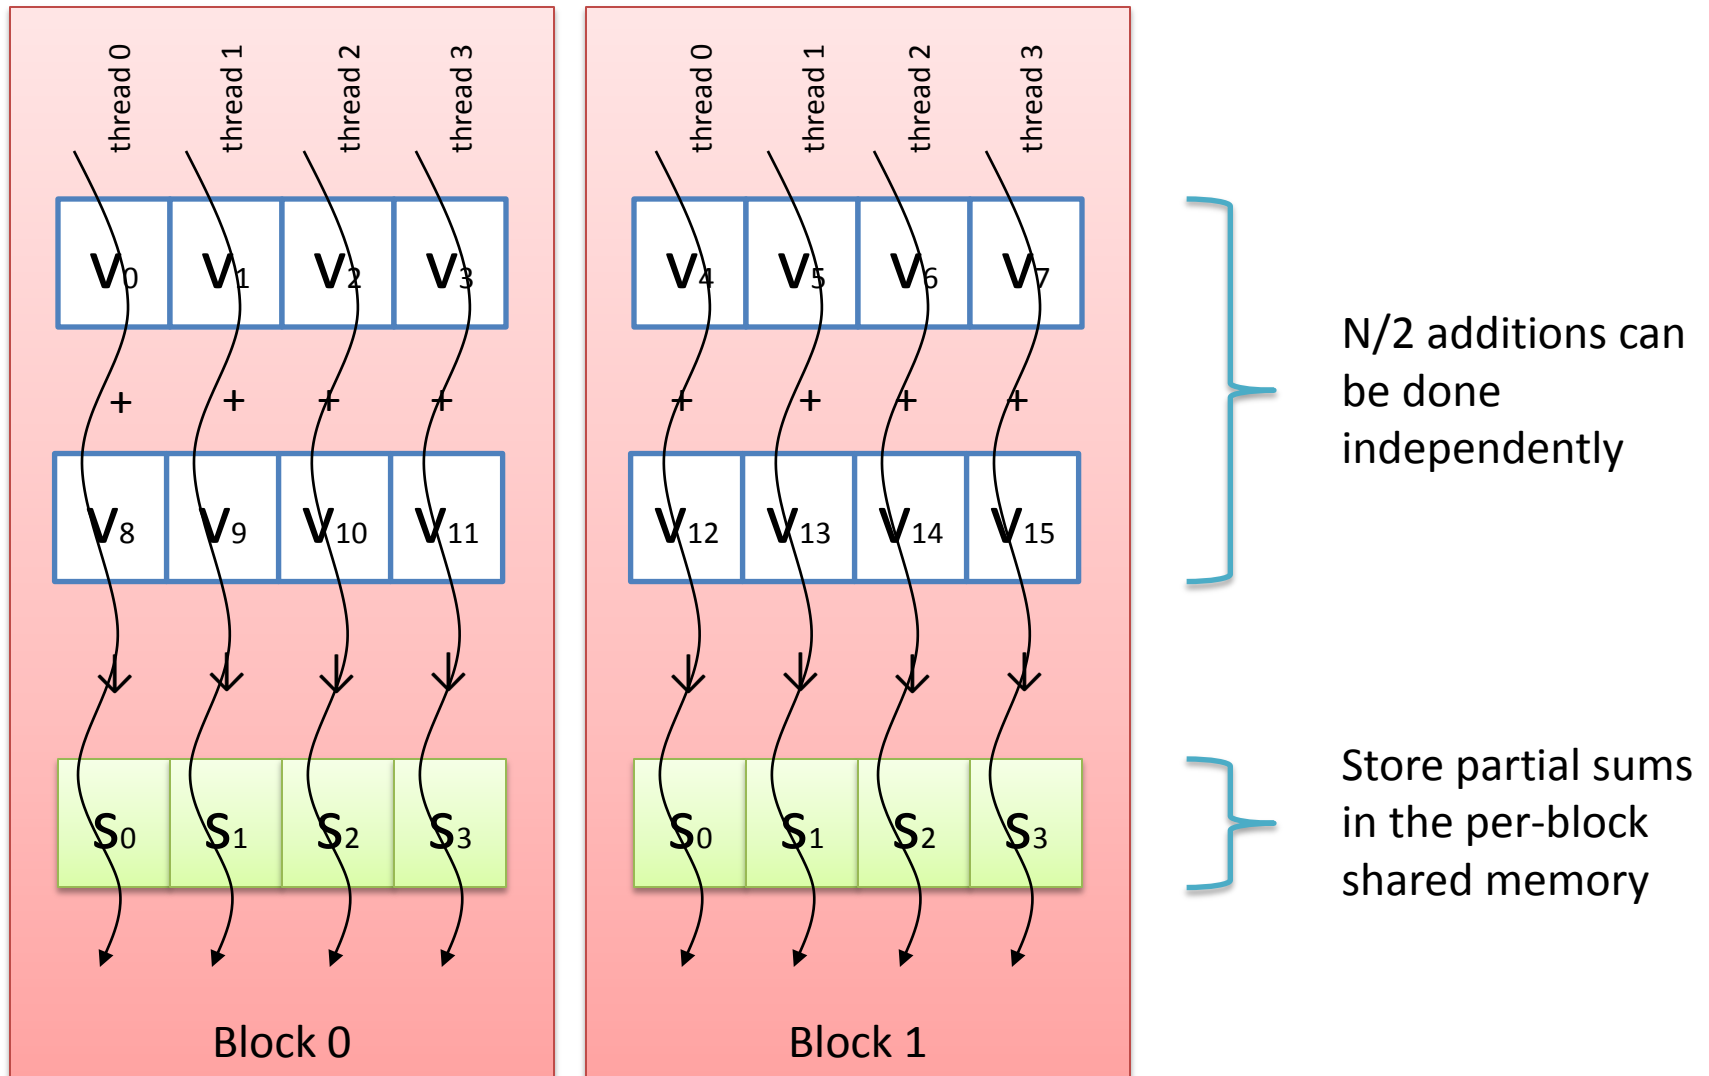 thread 0 thread 1 thread 2 thread 3
thread 0 thread 1 thread 2 thread 3
V0 V1 V2 V3
V4 V5 V6 V7
+ + + +
+ + + +
V8 V9 V10 V11
V12 V13 V14 V15
N/2 additions can
be done
independently
S0 S1 S2 S3
S0 S1 S2 S3
Store partial sums
in the per-block
shared memory
Block 0
Block 1